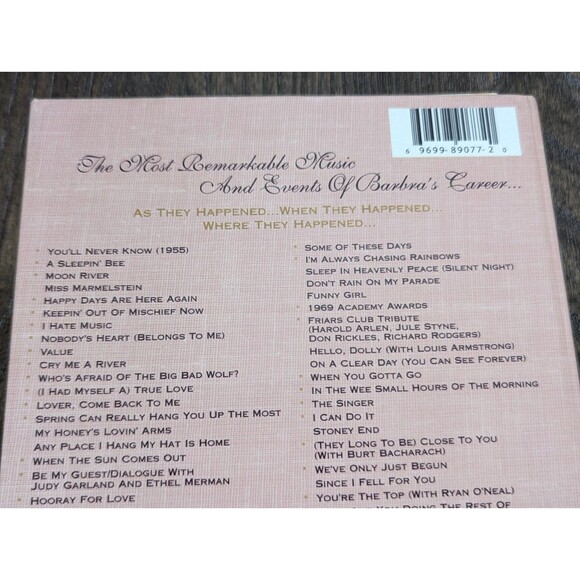 6 9699-89077-2 0
The Most Remarkable Music
And Events Of Barbra's Career...
AS THEY HAPPENED...WHEN THEY HAPPENED...
WHERE THEY HAPPENED...
* YOU'LL NEVER KNOW (1955)
* A SLEEPIN' BEE
* MOON RIVER
MISS MARMELSTEIN
* HAPPY DAYS ARE HERE AGAIN
* KEEPIN' OUT OF MISCHIEF NOW
* I HATE MUSIC
* NOBODY'S HEART (BELONGS TO ME)
* VALUE
* CRY ME A RIVER
* WHO'S AFRAID OF THE BIG BAD WOLF?
* (I HAD MYSELF A) TRUE LOVE
* LOVER, COME BACK TO ME
* SPRING CAN REALLY HANG YOU UP THE MOST
MY HONEY'S LOVIN' ARMS
ANY PLACE I HANG MY HAT IS HOME
* WHEN THE SUN COMES OUT
* BE MY GUEST/DIALOGUE WITH
JUDY GARLAND AND ETHEL MERMAN
* HOORAY FOR LOVE
* SOME OF THESE DAYS
* I'M ALWAYS CHASING RAINBOWS
SLEEP IN HEAVENLY PEACE (SILENT NIGHT)
DON'T RAIN ON MY PARADE
FUNNY GIRL
* 1969 ACADEMY AWARDS
* FRIARS CLUB TRIBUTE
(HAROLD ARLEN, JULE STYNE,
DON RICKLES, RICHARD RODGERS)
HELLO, DOLLY (WITH LOUIS ARMSTRONG)
* ON A CLEAR DAY (YOU CAN SEE FOREVER)
* WHEN YOU GOTTA GO
* IN THE WEE SMALL HOURS OF THE MORNING
* THE SINGER
* I CAN DO IT
STONEY END
* (THEY LONG TO BE) CLOSE TO YOU
(WITH BURT BACHARACH)
* WE'VE ONLY JUST BEGUN
SINCE I FELL FOR YOU
* YOU'RE THE TOP (WITH RYAN O'NEAL)
YOU DOING THE REST OF